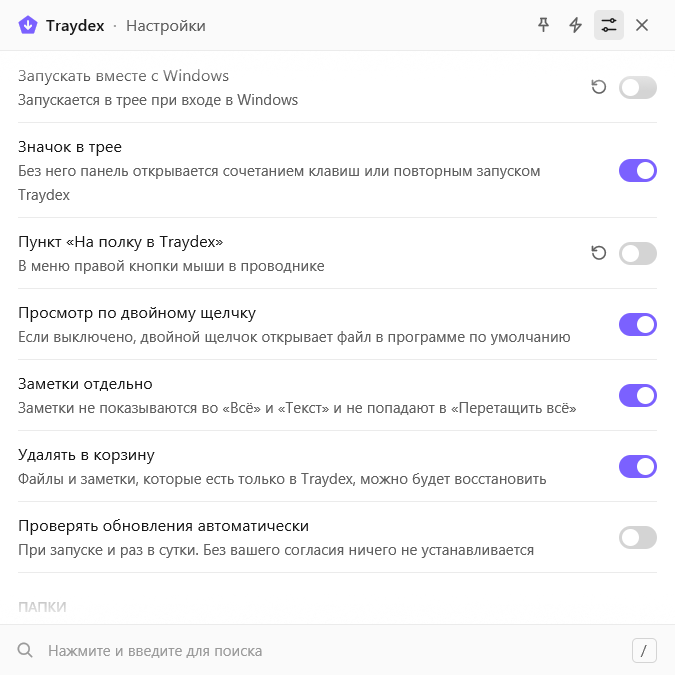 Traydex · Настройки
Запускать вместе с Windows
Запускается в трее при входе в Windows
Значок в трее
Без него панель открывается сочетанием клавиш или повторным запуском
Traydex
Пункт «На полку в Traydex»
В меню правой кнопки мыши в проводнике
Просмотр по двойному щелчку
Если выключено, двойной щелчок открывает файл в программе по умолчанию
Заметки отдельно
Заметки не показываются во «Всё» и «Текст» и не попадают в «Перетащить всё»
Удалять в корзину
Файлы и заметки, которые есть только в Traydex, можно будет восстановить
Проверять обновления автоматически
При запуске и раз в сутки. Без вашего согласия ничего не устанавливается
ПАПКИ
Нажмите и введите для поиска /